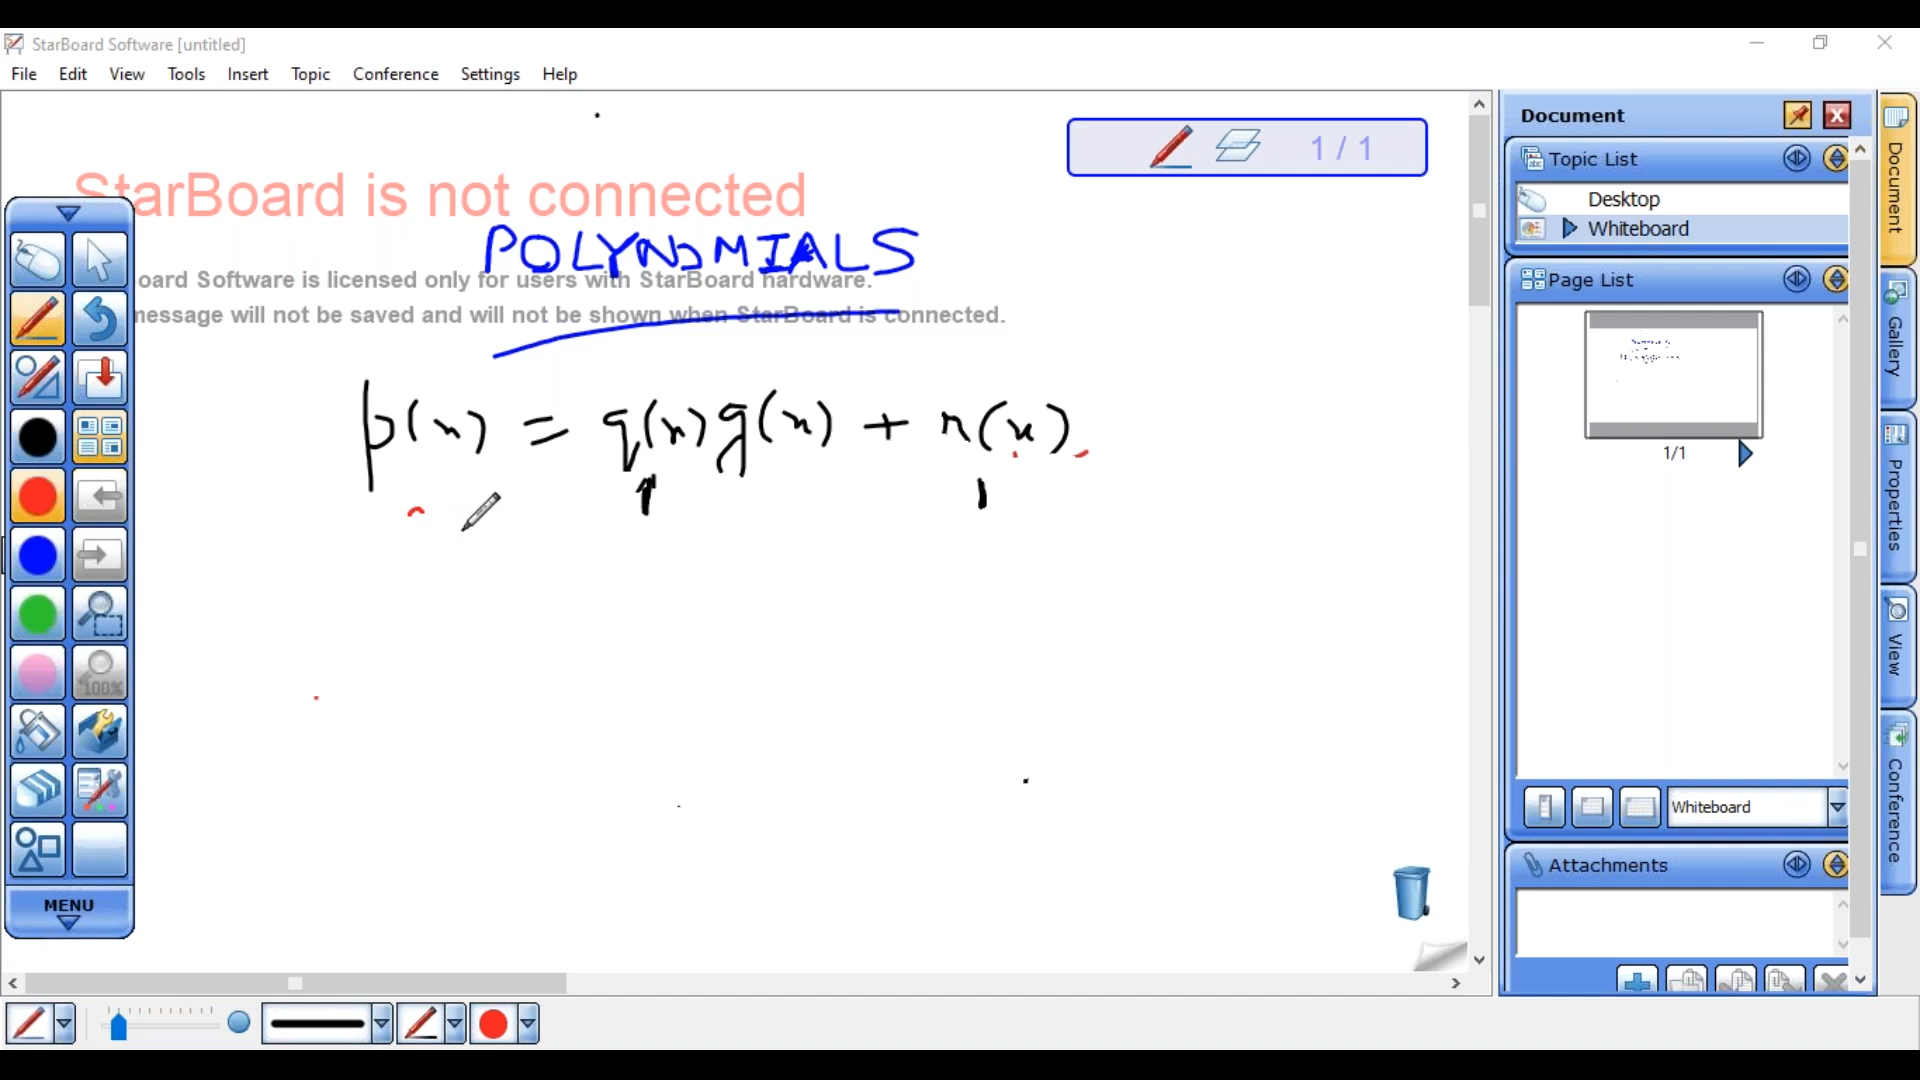 StarBoard Software [untitled]
File Edit View Tools Insert Topic Conference Settings Help
StarBoard is not connected
1 / 1
POLYNOMIALS
oard Software is licensed only for users with StarBoard hardware.
message will not be saved and will not be shown when StarBoard is connected.
p(x) = q(x)g(x) + r(x)
100%
MENU
Document
Topic List
Desktop
Whiteboard
Page List
1/1
Whiteboard
Attachments
Document
Gallery
Properties
View
Conference